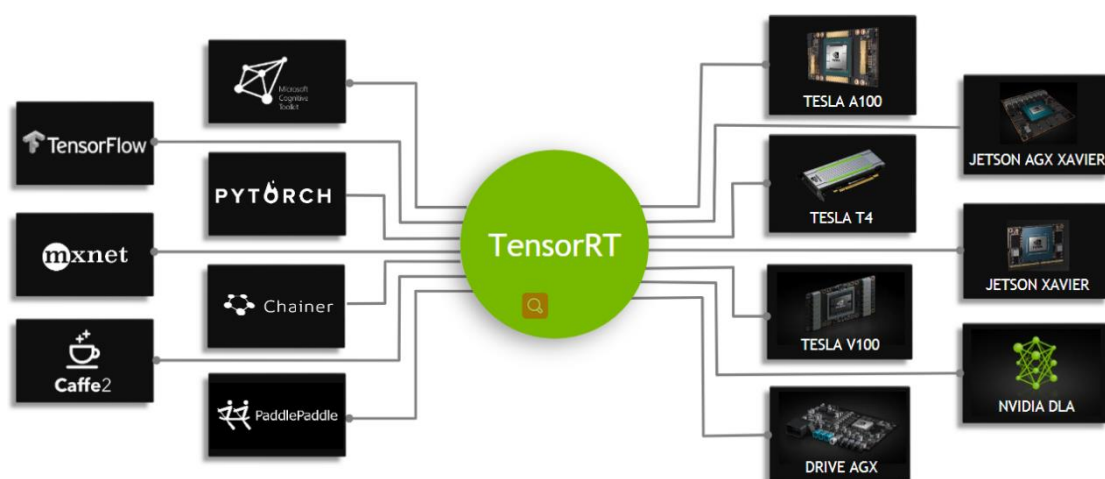 Microsoft
Cognitive
Toolkit
TensorFlow
PYTORCH
mxnet
Chainer
Caffe2
PaddlePaddle
TensorRT
TESLA A100
JETSON AGX XAVIER
TESLA T4
JETSON XAVIER
TESLA V100
NVIDIA DLA
DRIVE AGX